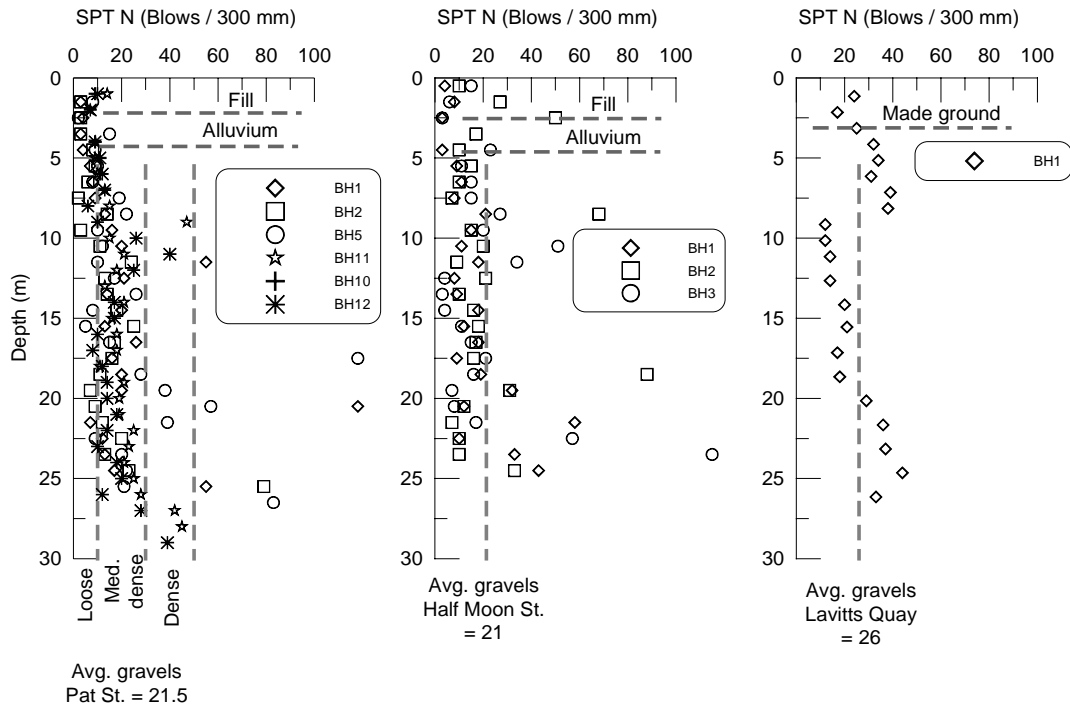 SPT N (Blows / 300 mm)
0 20 40 60 80 100
0
5
10
15
20
25
30
Depth (m)
Fill
Alluvium
BH1
BH2
BH5
BH11
BH10
BH12
Loose
Med. dense
Dense
Avg. gravels
Pat St. = 21.5
SPT N (Blows / 300 mm)
0 20 40 60 80 100
0
5
10
15
20
25
30
Fill
Alluvium
BH1
BH2
BH3
Avg. gravels
Half Moon St.
= 21
SPT N (Blows / 300 mm)
0 20 40 60 80 100
0
5
10
15
20
25
30
Made ground
BH1
Avg. gravels
Lavitts Quay
= 26